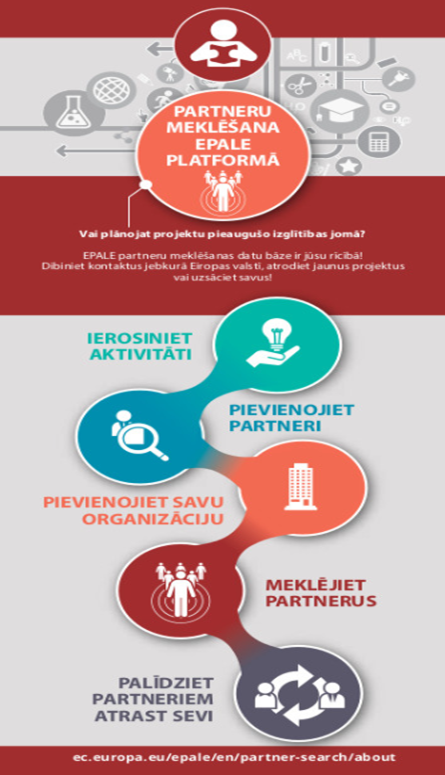 PARTNERU
MEKLĒŠANA
EPALE
PLATFORMĀ
Vai plānojat projektu pieaugušo izglītības jomā?
EPALE partneru meklēšanas datu bāze ir jūsu rīcībā!
Dibiniet kontaktus jebkurā Eiropas valstī, atrodiet jaunus projektus
vai uzsāciet savus!
IEROSINIET
AKTIVITĀTI
PIEVIENOJIET
PARTNERI
PIEVIENOJIET SAVU
ORGANIZĀCIJU
MEKLĒJIET
PARTNERUS
PALĪDZIET
PARTNERIEM
ATRAST SEVI
ec.europa.eu/epale/en/partner-search/about